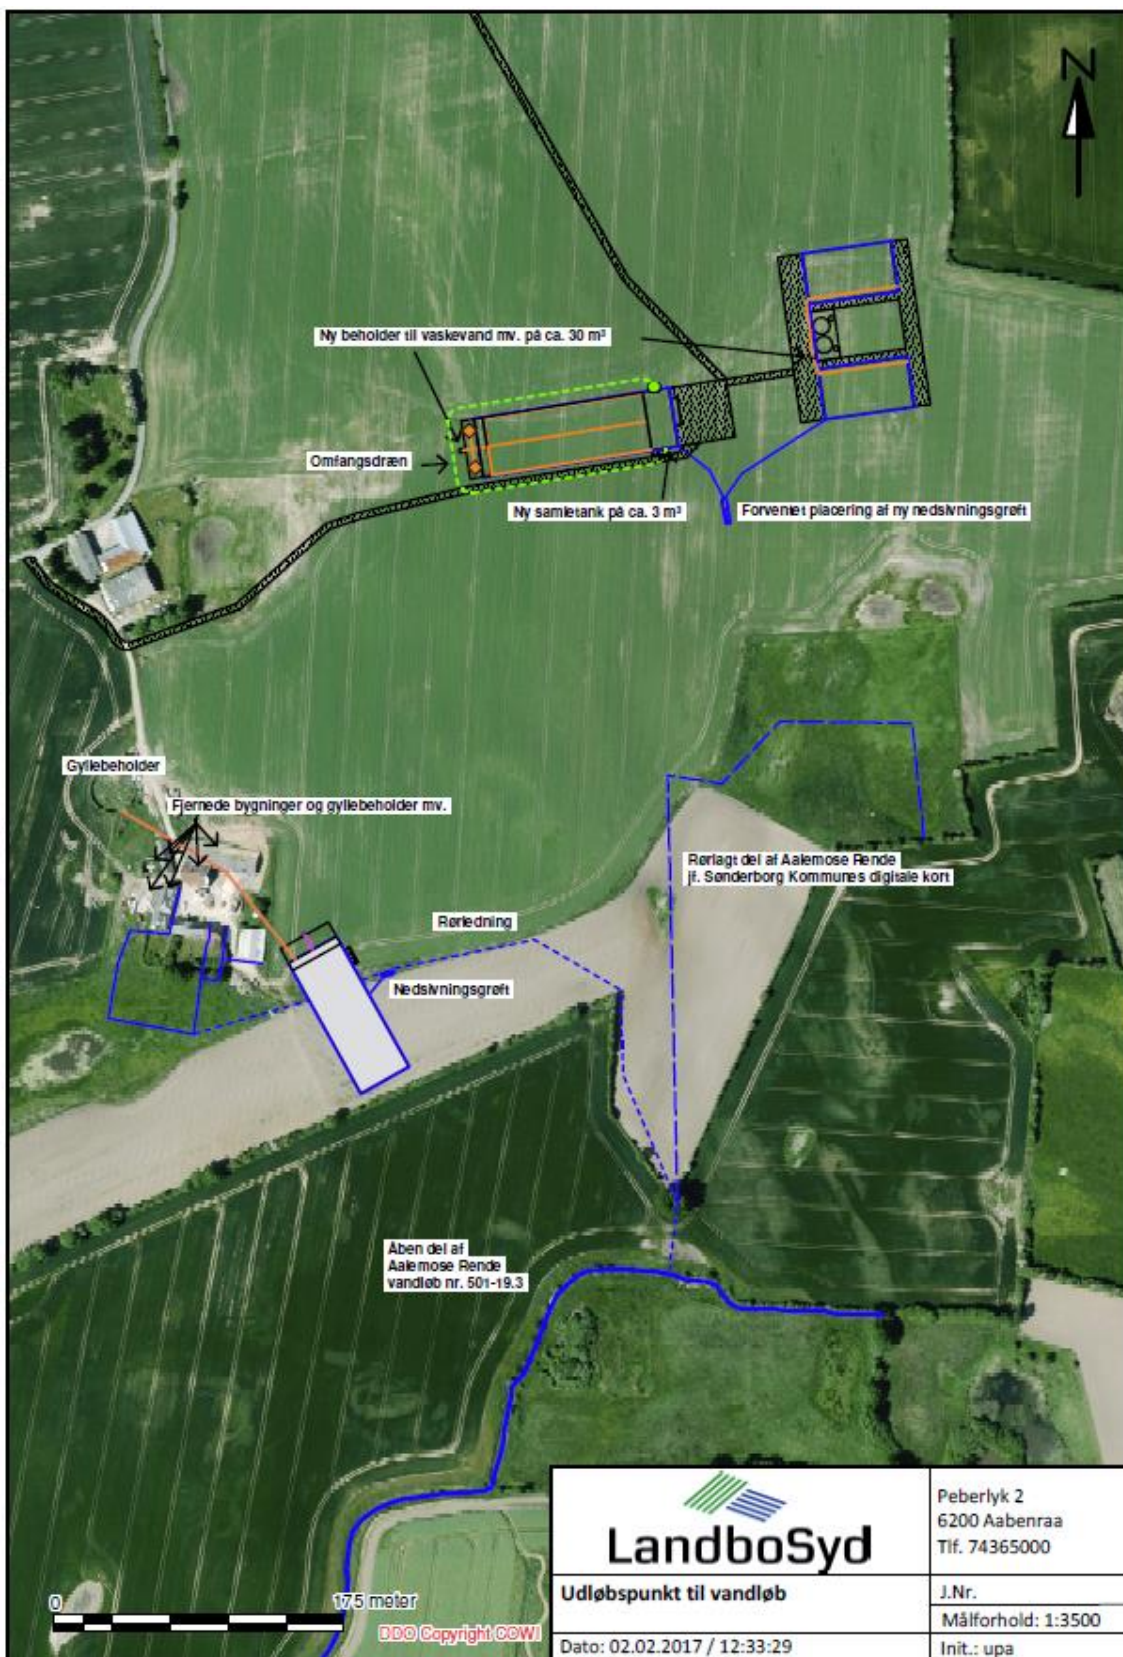 N
Ny beholder til vaskevand mv. på ca. 30 m³
Omfangsdræn
Ny samletank på ca. 3 m³
Forventet placering af ny nedsivningsgrøft
Gyllebeholder
Fjernede bygninger og gyllebeholder mv.
Rørlagt del af Aalemose Rende
jf. Sønderborg Kommunes digitale kort
Rørledning
Nedsivningsgrøft
Åben del af
Aalemose Rende
vandløb nr. 501-19.3
0
175 meter
DDO Copyright COWI
LandboSyd
Peberlyk 2
6200 Aabenraa
Tlf. 74365000
Udløbspunkt til vandløb
J.Nr.
Målforhold: 1:3500
Dato: 02.02.2017 / 12:33:29
Init.: upa